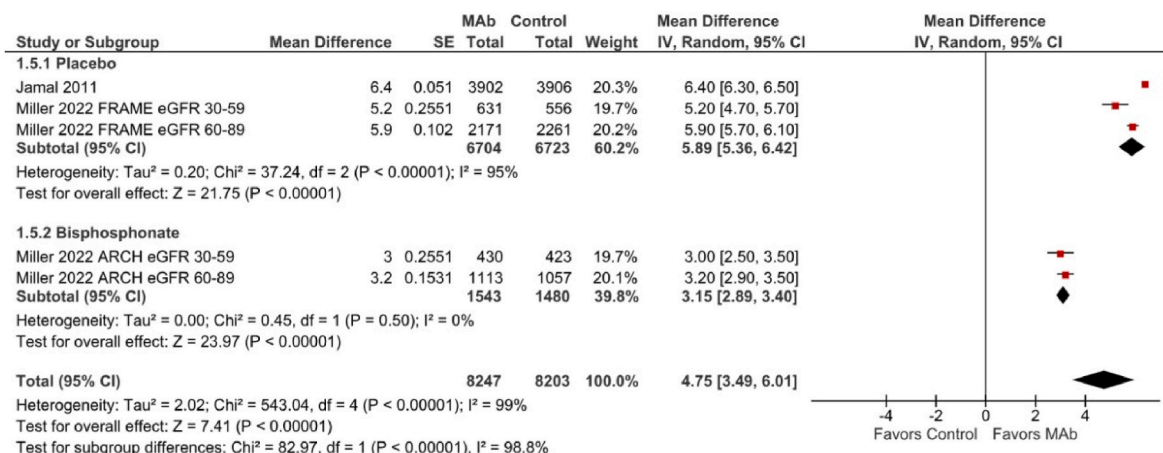 MAb Control Mean Difference Mean Difference
Study or Subgroup Mean Difference SE Total Total Weight IV, Random, 95% CI IV, Random, 95% CI
1.5.1 Placebo
Jamal 2011 6.4 0.051 3902 3906 20.3% 6.40 [6.30, 6.50]
Miller 2022 FRAME eGFR 30-59 5.2 0.2551 631 556 19.7% 5.20 [4.70, 5.70]
Miller 2022 FRAME eGFR 60-89 5.9 0.102 2171 2261 20.2% 5.90 [5.70, 6.10]
Subtotal (95% CI) 6704 6723 60.2% 5.89 [5.36, 6.42]
Heterogeneity: Tau² = 0.20; Chi² = 37.24, df = 2 (P < 0.00001); I² = 95%
Test for overall effect: Z = 21.75 (P < 0.00001)
1.5.2 Bisphosphonate
Miller 2022 ARCH eGFR 30-59 3 0.2551 430 423 19.7% 3.00 [2.50, 3.50]
Miller 2022 ARCH eGFR 60-89 3.2 0.1531 1113 1057 20.1% 3.20 [2.90, 3.50]
Subtotal (95% CI) 1543 1480 39.8% 3.15 [2.89, 3.40]
Heterogeneity: Tau² = 0.00; Chi² = 0.45, df = 1 (P = 0.50); I² = 0%
Test for overall effect: Z = 23.97 (P < 0.00001)
Total (95% CI) 8247 8203 100.0% 4.75 [3.49, 6.01]
Heterogeneity: Tau² = 2.02; Chi² = 543.04, df = 4 (P < 0.00001); I² = 99%
Test for overall effect: Z = 7.41 (P < 0.00001)
Test for subgroup differences: Chi² = 82.97, df = 1 (P < 0.00001), I² = 98.8%
-4 -2 0 2 4
Favors Control Favors MAb